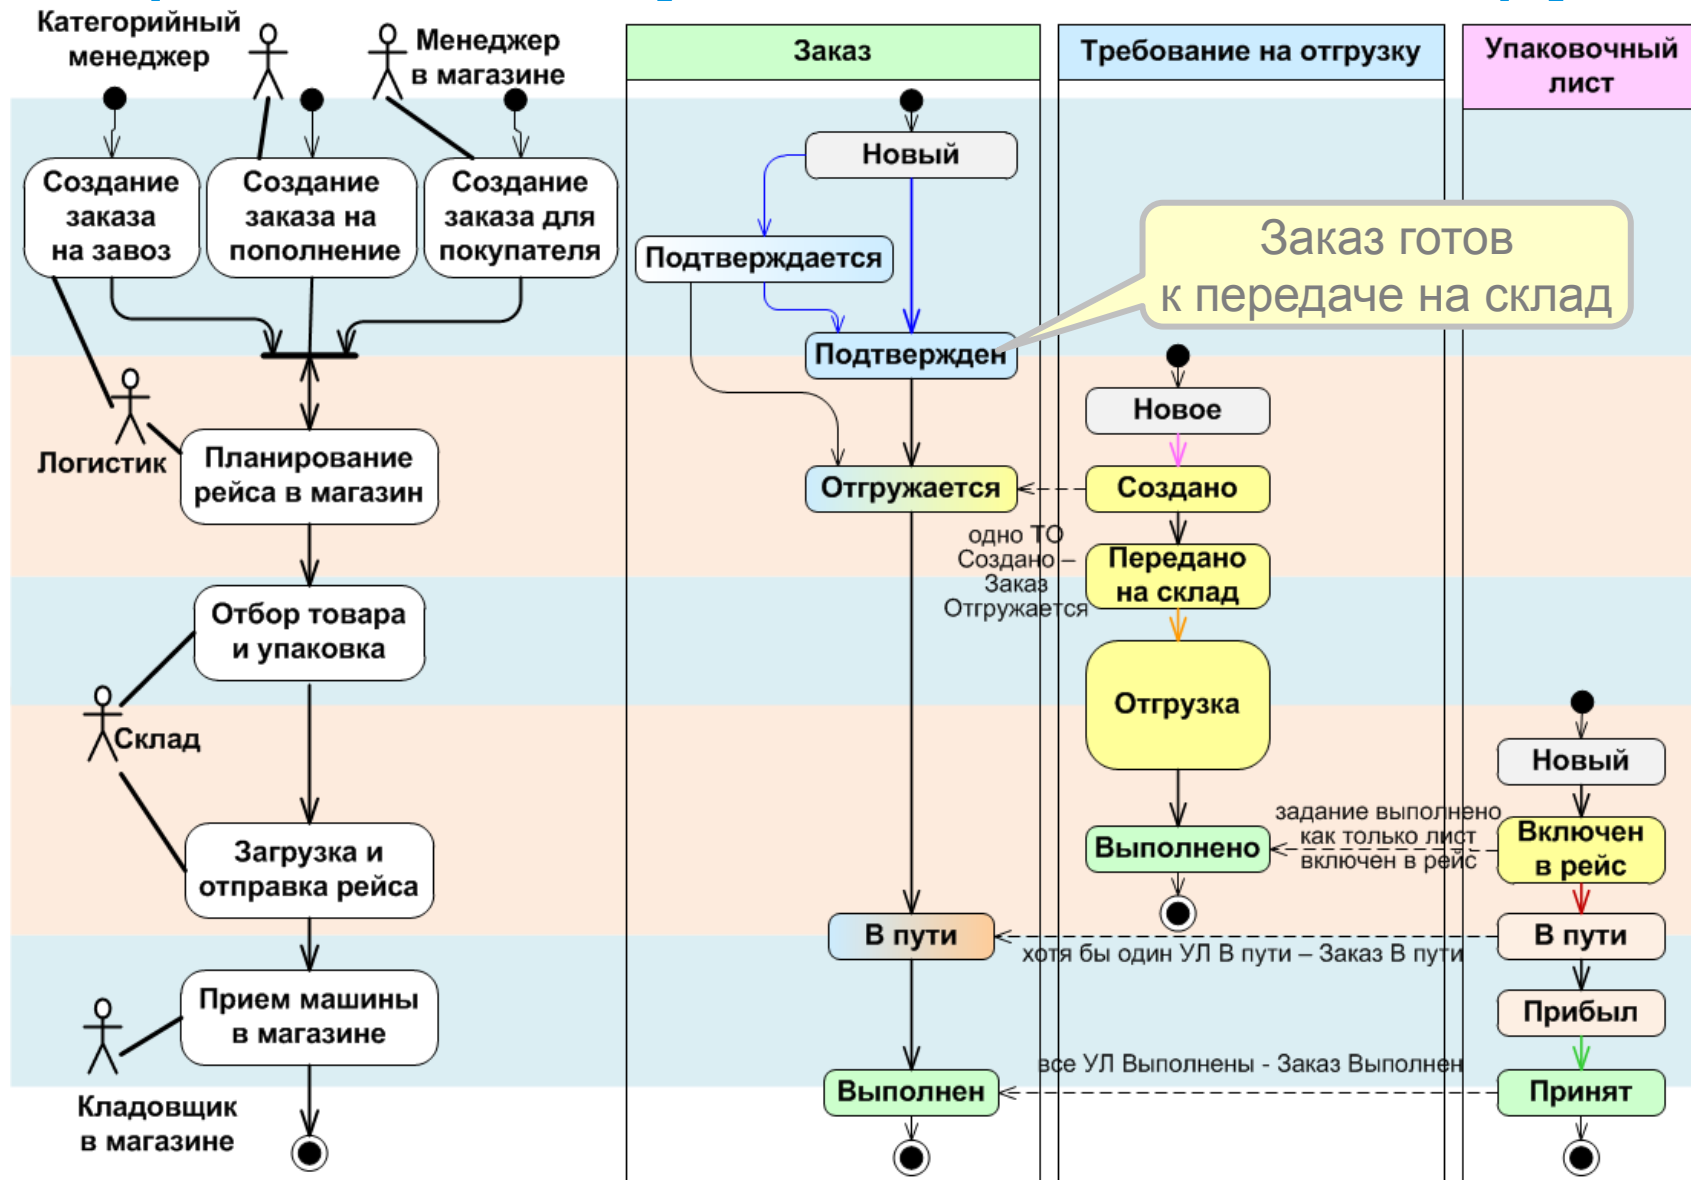 Категорийный
менеджер
Менеджер
в магазине
Создание
заказа
на завоз
Создание
заказа на
пополнение
Создание
заказа для
покупателя
Логистик
Планирование
рейса в магазин
Отбор товара
и упаковка
Склад
Загрузка и
отправка рейса
Прием машины
в магазине
Кладовщик
в магазине
Заказ
Новый
Подтверждается
Подтвержден
Заказ готов
к передаче на склад
Отгружается
В пути
Выполнен
Требование на отгрузку
Новое
Создано
одно ТО
Создано –
Заказ
Отгружается
Передано
на склад
Отгрузка
Выполнено
задание выполнено
как только лист
включен в рейс
хотя бы один УЛ В пути – Заказ В пути
все УЛ Выполнены - Заказ Выполнен
Упаковочный
лист
Новый
Включен
в рейс
В пути
Прибыл
Принят